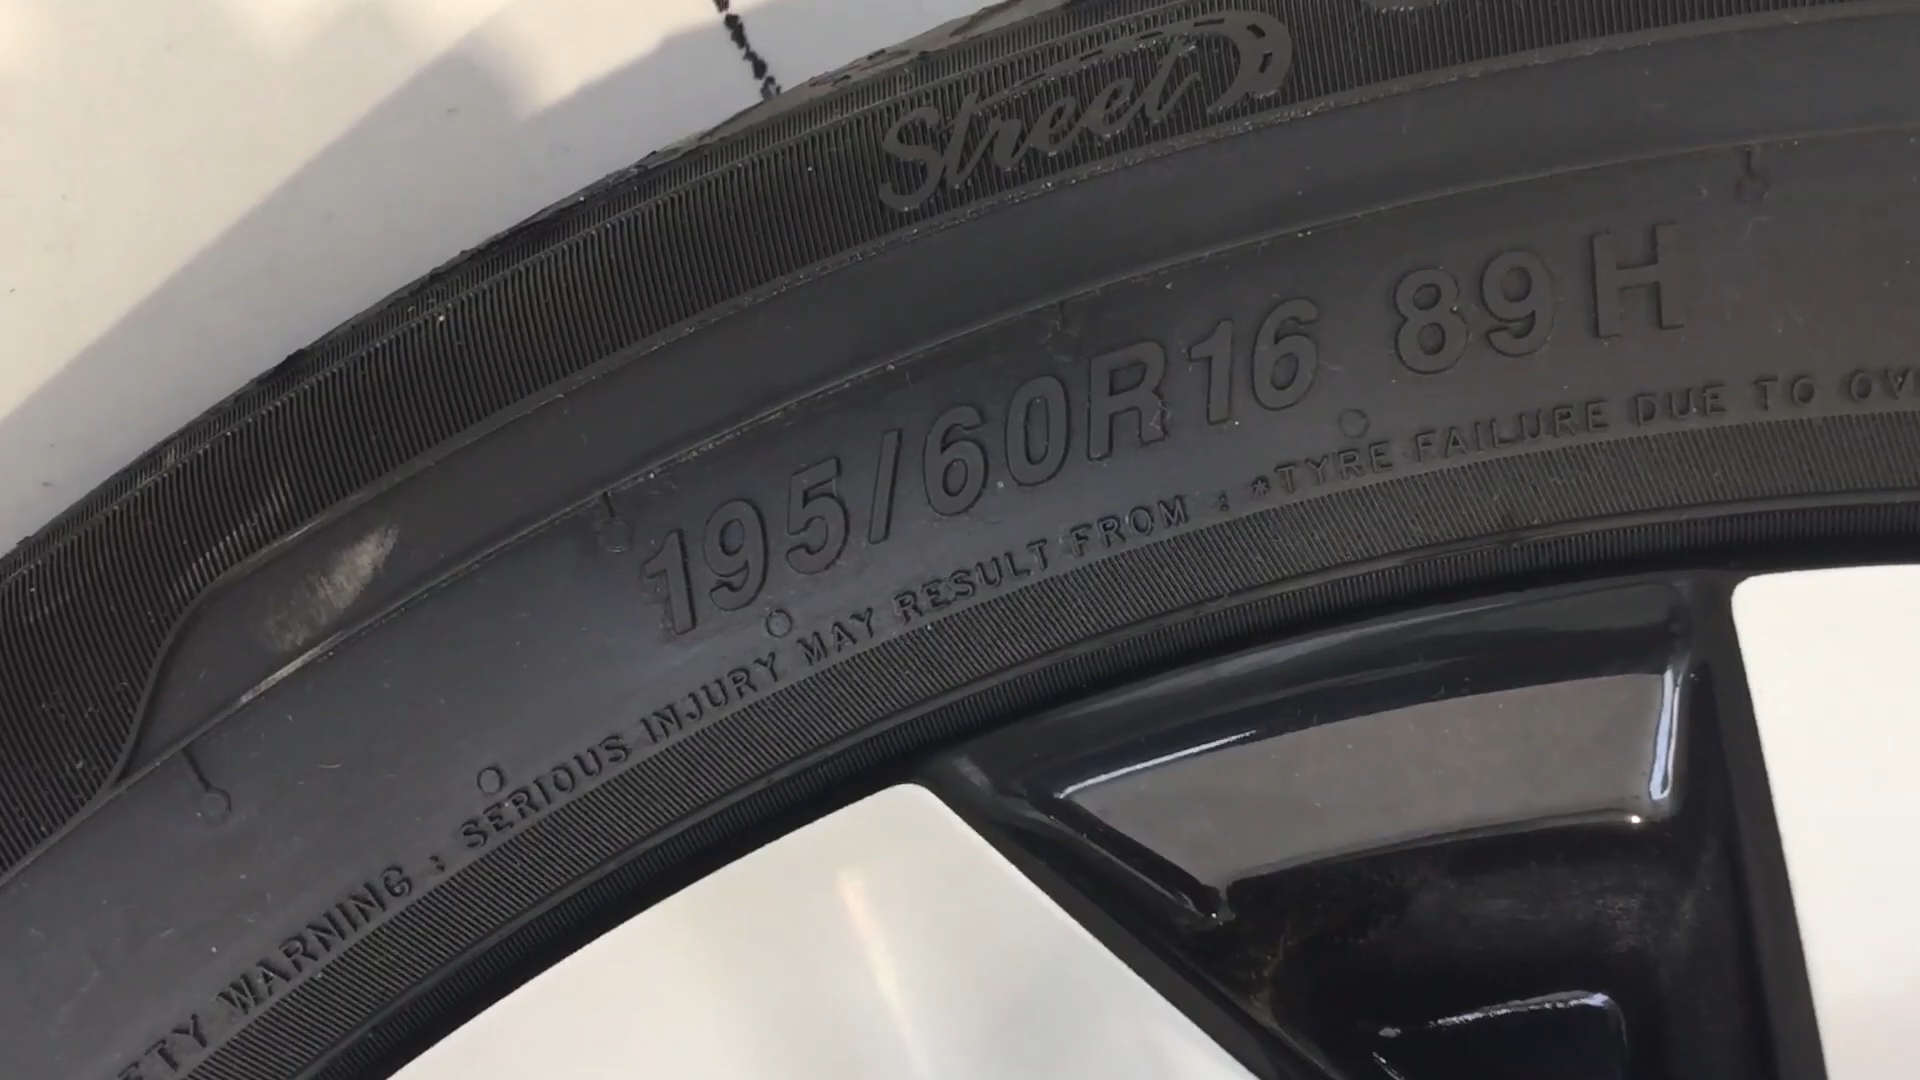 Street
195/60R16 89H
WARNING : SERIOUS INJURY MAY RESULT FROM : *TYRE FAILURE DUE TO